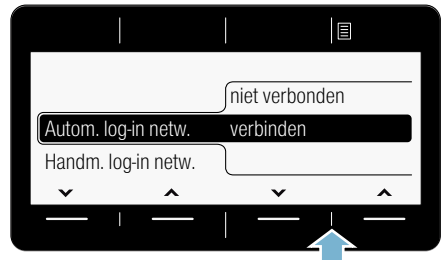 niet verbonden
Autom. log-in netw. verbinden
Handm. log-in netw.